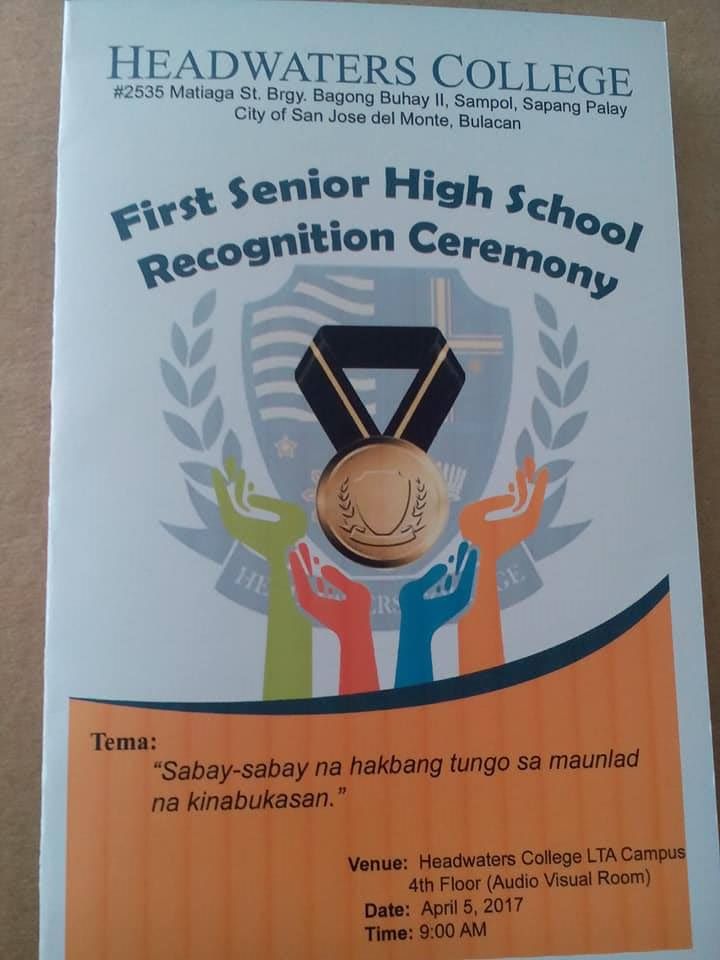 HEADWATERS COLLEGE
#2535 Matiaga St. Brgy. Bagong Buhay II, Sampol, Sapang Palay
City of San Jose del Monte, Bulacan
First Senior High School
Recognition Ceremony
Tema:
“Sabay-sabay na hakbang tungo sa maunlad
na kinabukasan.”
Venue: Headwaters College LTA Campus
4th Floor (Audio Visual Room)
Date: April 5, 2017
Time: 9:00 AM